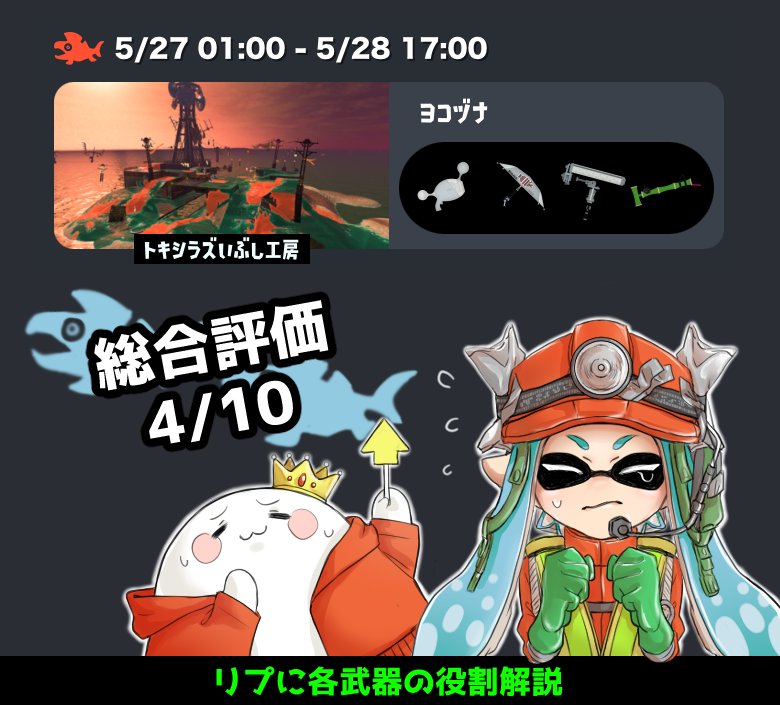 5/27 01:00 - 5/28 17:00
ヨコヅナ
トキシラズいぶし工房
総合評価
4/10
リプに各武器の役割解説